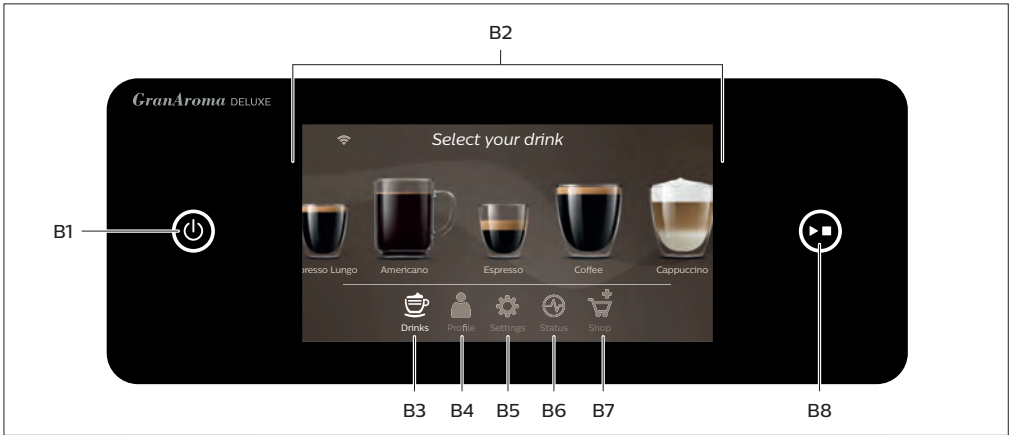 B2
GranAroma DELUXE
Select your drink
B1
resso Lungo Americano Espresso Coffee Cappuccino
Drinks Profile Settings Status Shop
B3 B4 B5 B6 B7 B8